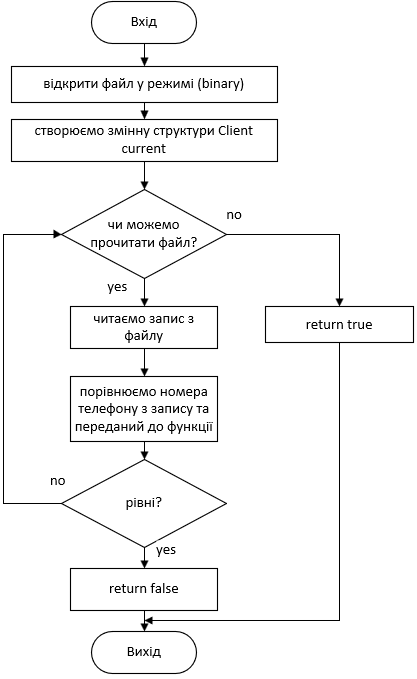 Вхід
відкрити файл у режимі (binary)
створюємо змінну структури Client
current
чи можемо
прочитати файл?
no
yes
читаємо запис з
файлу
return true
порівнюємо номера
телефону з запису та
переданий до функції
no
рівні?
yes
return false
Вихід